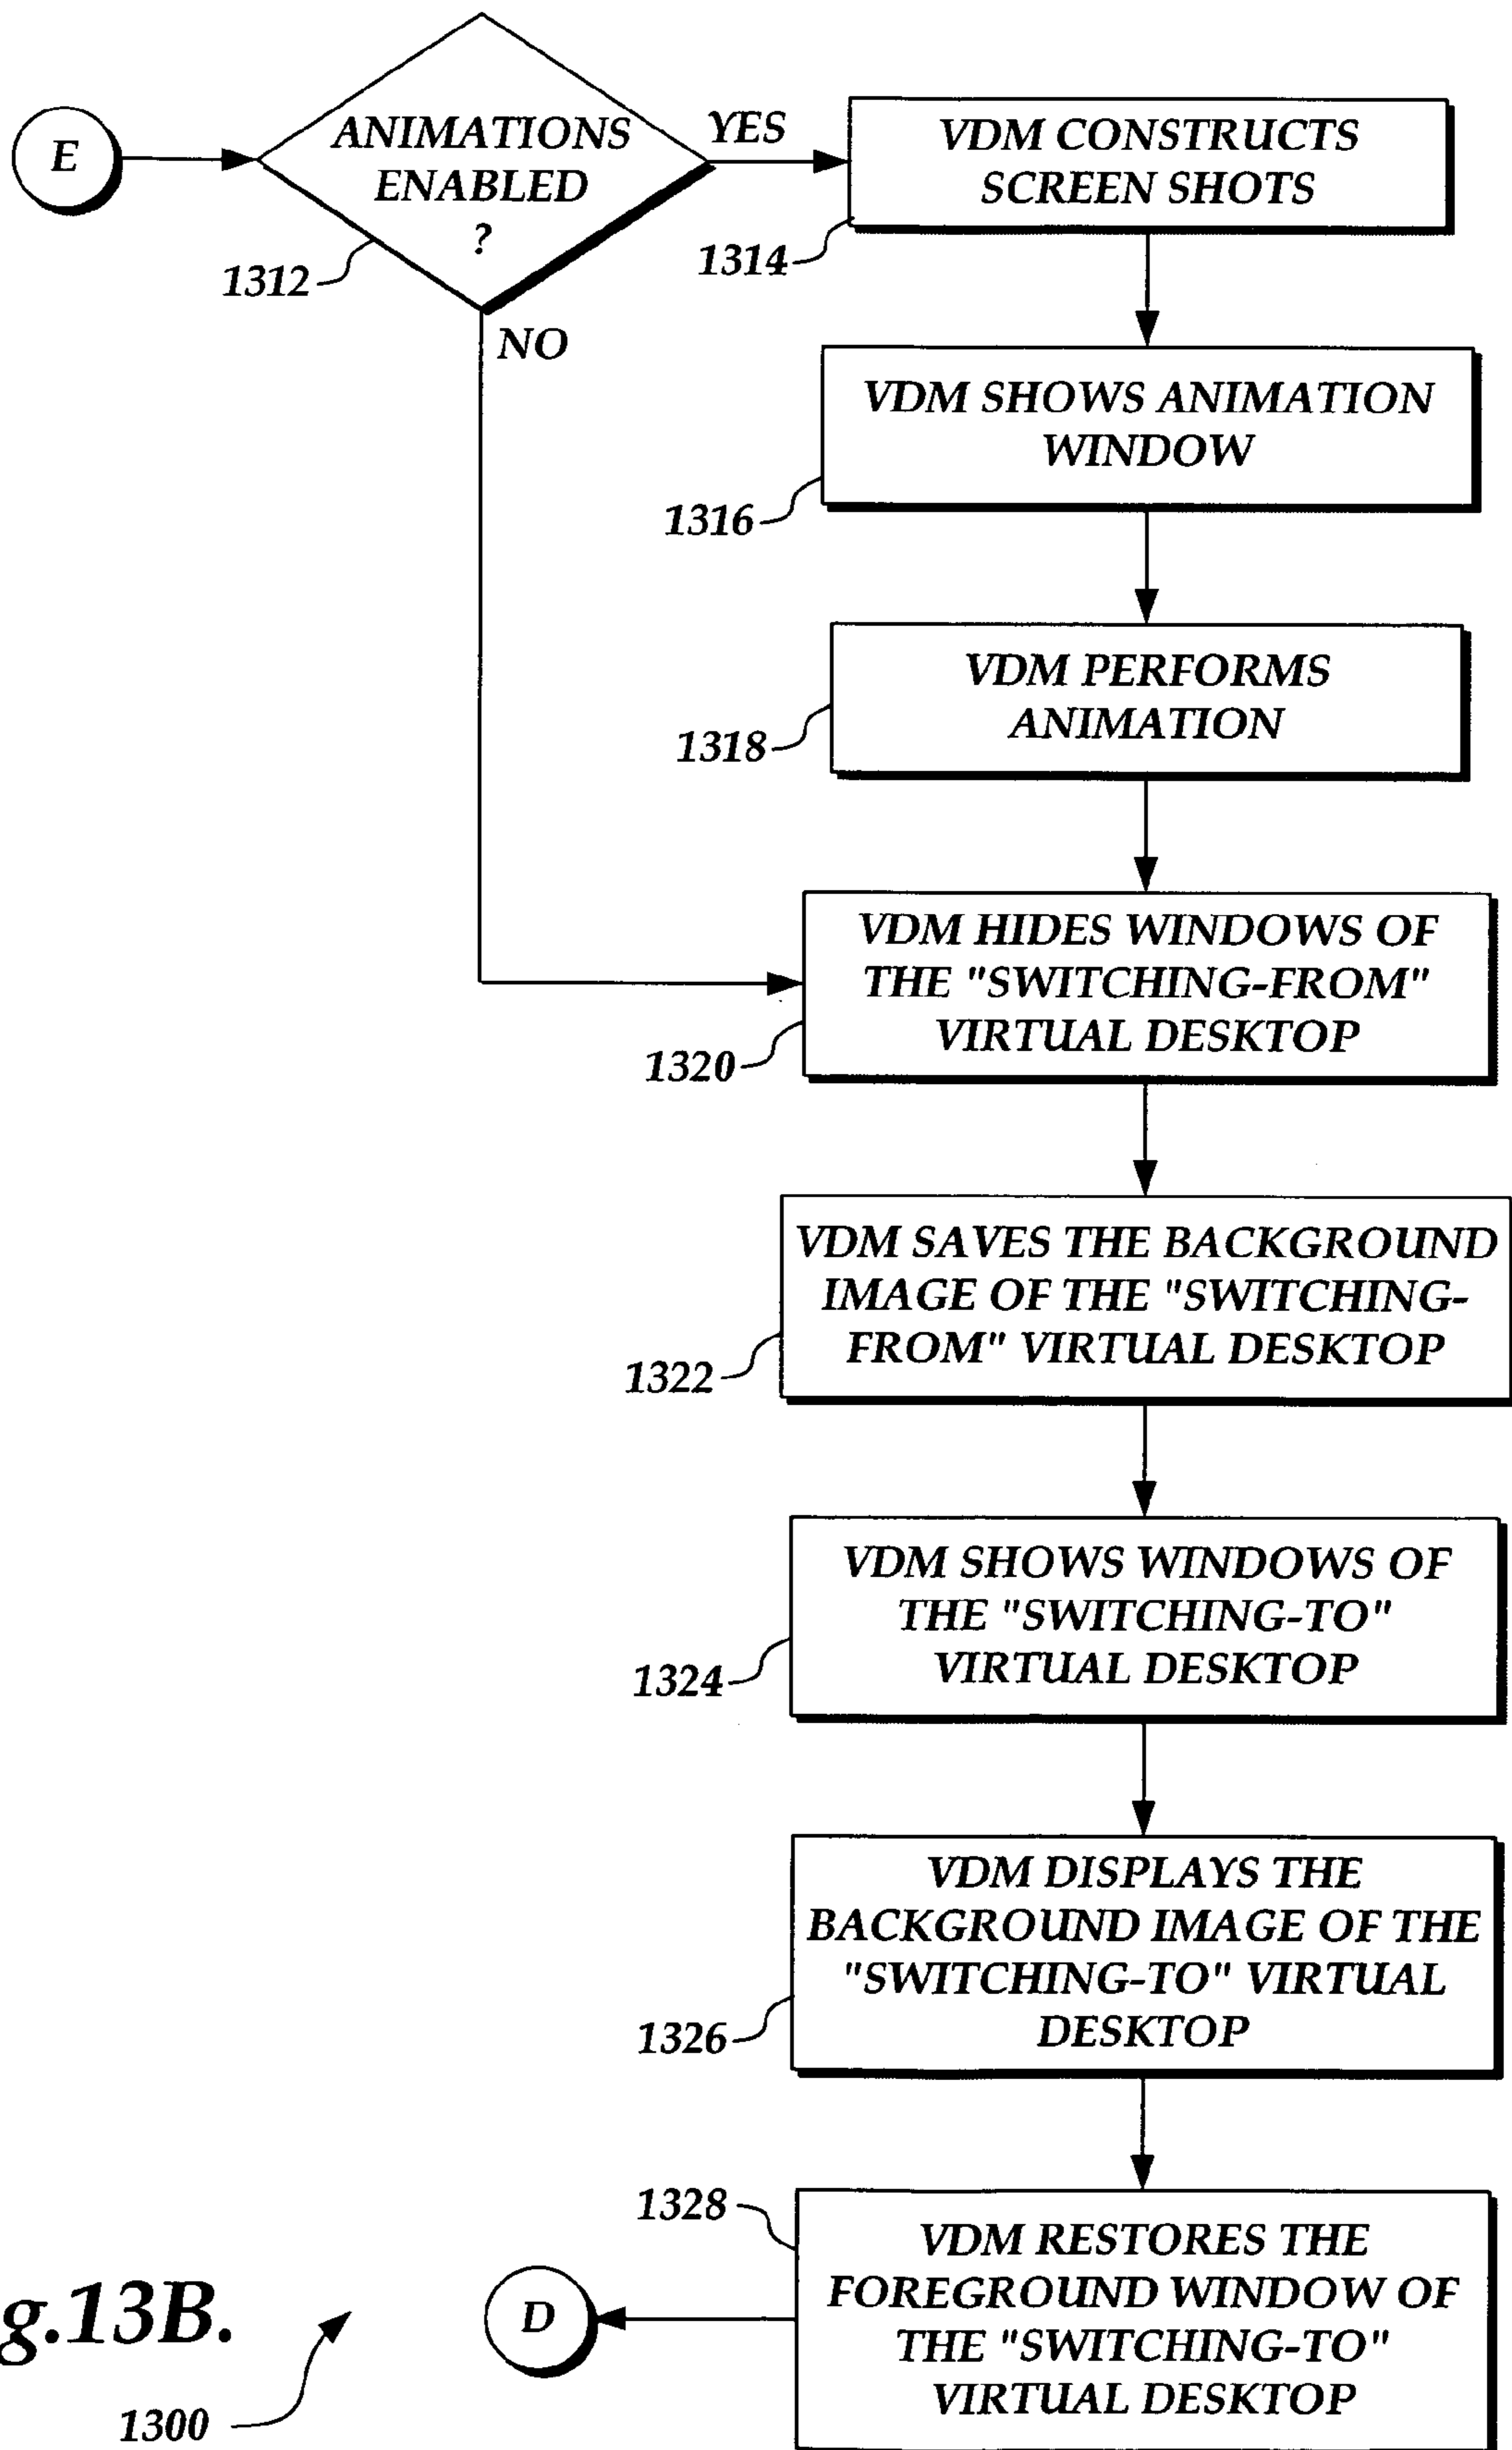 E
ANIMATIONS
ENABLED
?
1312
YES
NO
VDM CONSTRUCTS
SCREEN SHOTS
1314
VDM SHOWS ANIMATION
WINDOW
1316
VDM PERFORMS
ANIMATION
1318
VDM HIDES WINDOWS OF
THE "SWITCHING-FROM"
VIRTUAL DESKTOP
1320
VDM SAVES THE BACKGROUND
IMAGE OF THE "SWITCHING-
FROM" VIRTUAL DESKTOP
1322
VDM SHOWS WINDOWS OF
THE "SWITCHING-TO"
VIRTUAL DESKTOP
1324
VDM DISPLAYS THE
BACKGROUND IMAGE OF THE
"SWITCHING-TO" VIRTUAL
DESKTOP
1326
1328
VDM RESTORES THE
FOREGROUND WINDOW OF
THE "SWITCHING-TO"
VIRTUAL DESKTOP
D
g.13B.
1300